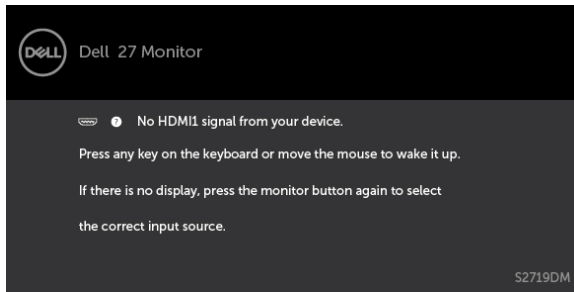 DELL
Dell 27 Monitor
? No HDMI1 signal from your device.
Press any key on the keyboard or move the mouse to wake it up.
If there is no display, press the monitor button again to select
the correct input source.
S2719DM